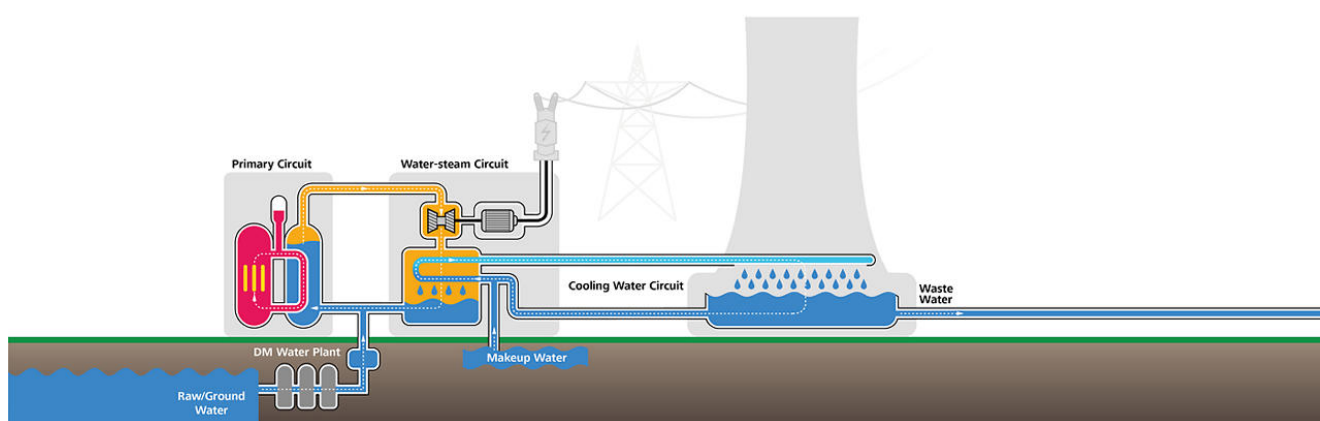 Primary Circuit
Water-steam Circuit
Cooling Water Circuit
Waste
Water
DM Water Plant
Makeup Water
Raw/Ground
Water